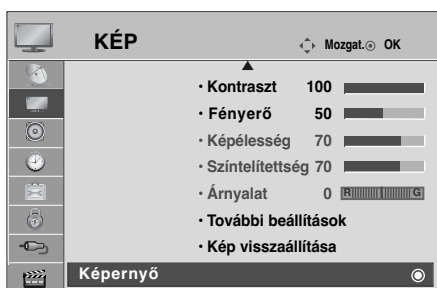 KÉP
Mozgat. OK
• Kontraszt 100
• Fényerő 50
• Képélesség 70
• Színtelítettség 70
• Árnyalat 0 R G
• További beállítások
• Kép visszaállítása
Képernyő